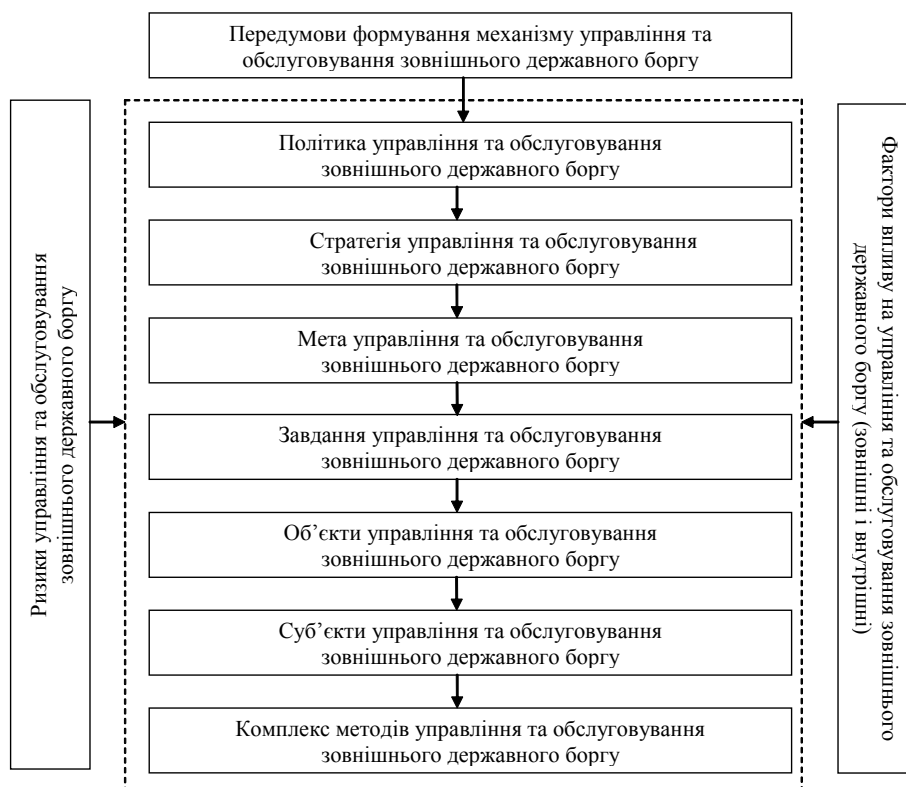 Передумови формування механізму управління та
обслуговування зовнішнього державного боргу
Ризики управління та обслуговування
зовнішнього державного боргу
Політика управління та обслуговування
зовнішнього державного боргу
Стратегія управління та обслуговування
зовнішнього державного боргу
Мета управління та обслуговування
зовнішнього державного боргу
Завдання управління та обслуговування
зовнішнього державного боргу
Об’єкти управління та обслуговування
зовнішнього державного боргу
Суб’єкти управління та обслуговування
зовнішнього державного боргу
Комплекс методів управління та обслуговування
зовнішнього державного боргу
Фактори впливу на управління та обслуговування зовнішнього
державного боргу (зовнішні і внутрішні)